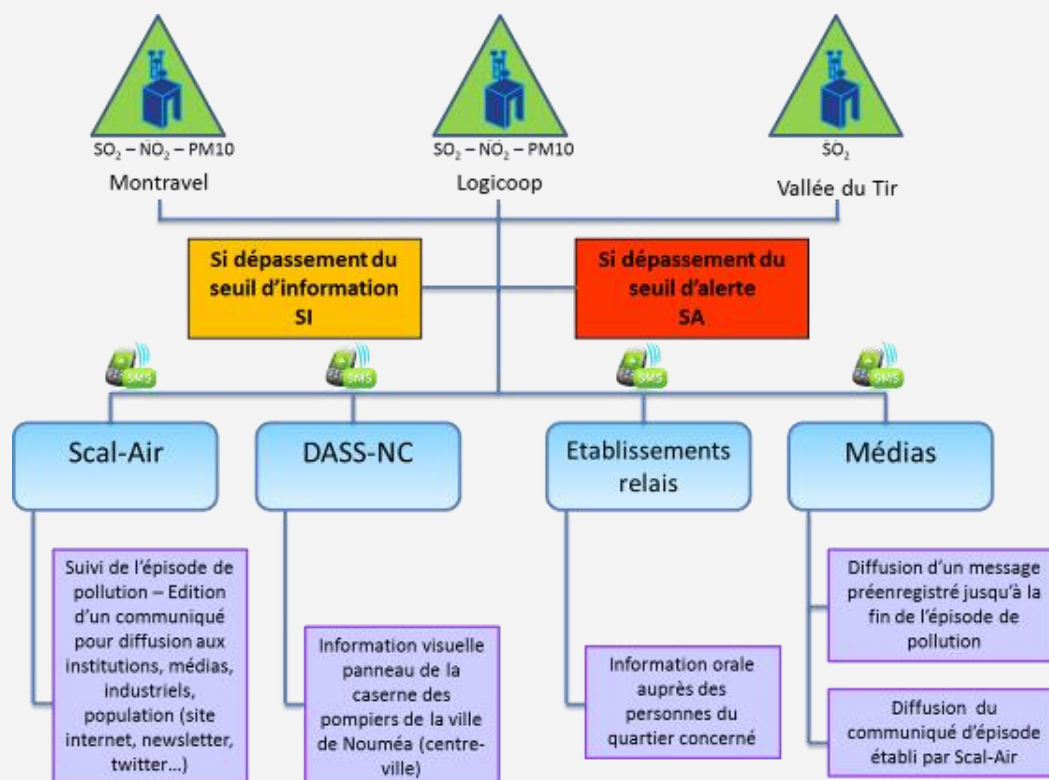 SO₂ – NO₂ – PM10
Montravel
SO₂ – NO₂ – PM10
Logicoop
SO₂
Vallée du Tir
Si dépassement du
seuil d'information
SI
Si dépassement du
seuil d'alerte
SA
SMS
SMS
SMS
SMS
Scal-Air
DASS-NC
Etablissements
relais
Médias
Suivi de l'épisode de
pollution – Edition
d'un communiqué
pour diffusion aux
institutions, médias,
industriels,
population (site
internet, newsletter,
twitter...)
Information visuelle
panneau de la
caserne des
pompiers de la ville
de Nouméa (centre-
ville)
Information orale
auprès des
personnes du
quartier concerné
Diffusion d'un message
préenregistré jusqu'à la
fin de l'épisode de
pollution
Diffusion du
communiqué d'épisode
établi par Scal-Air